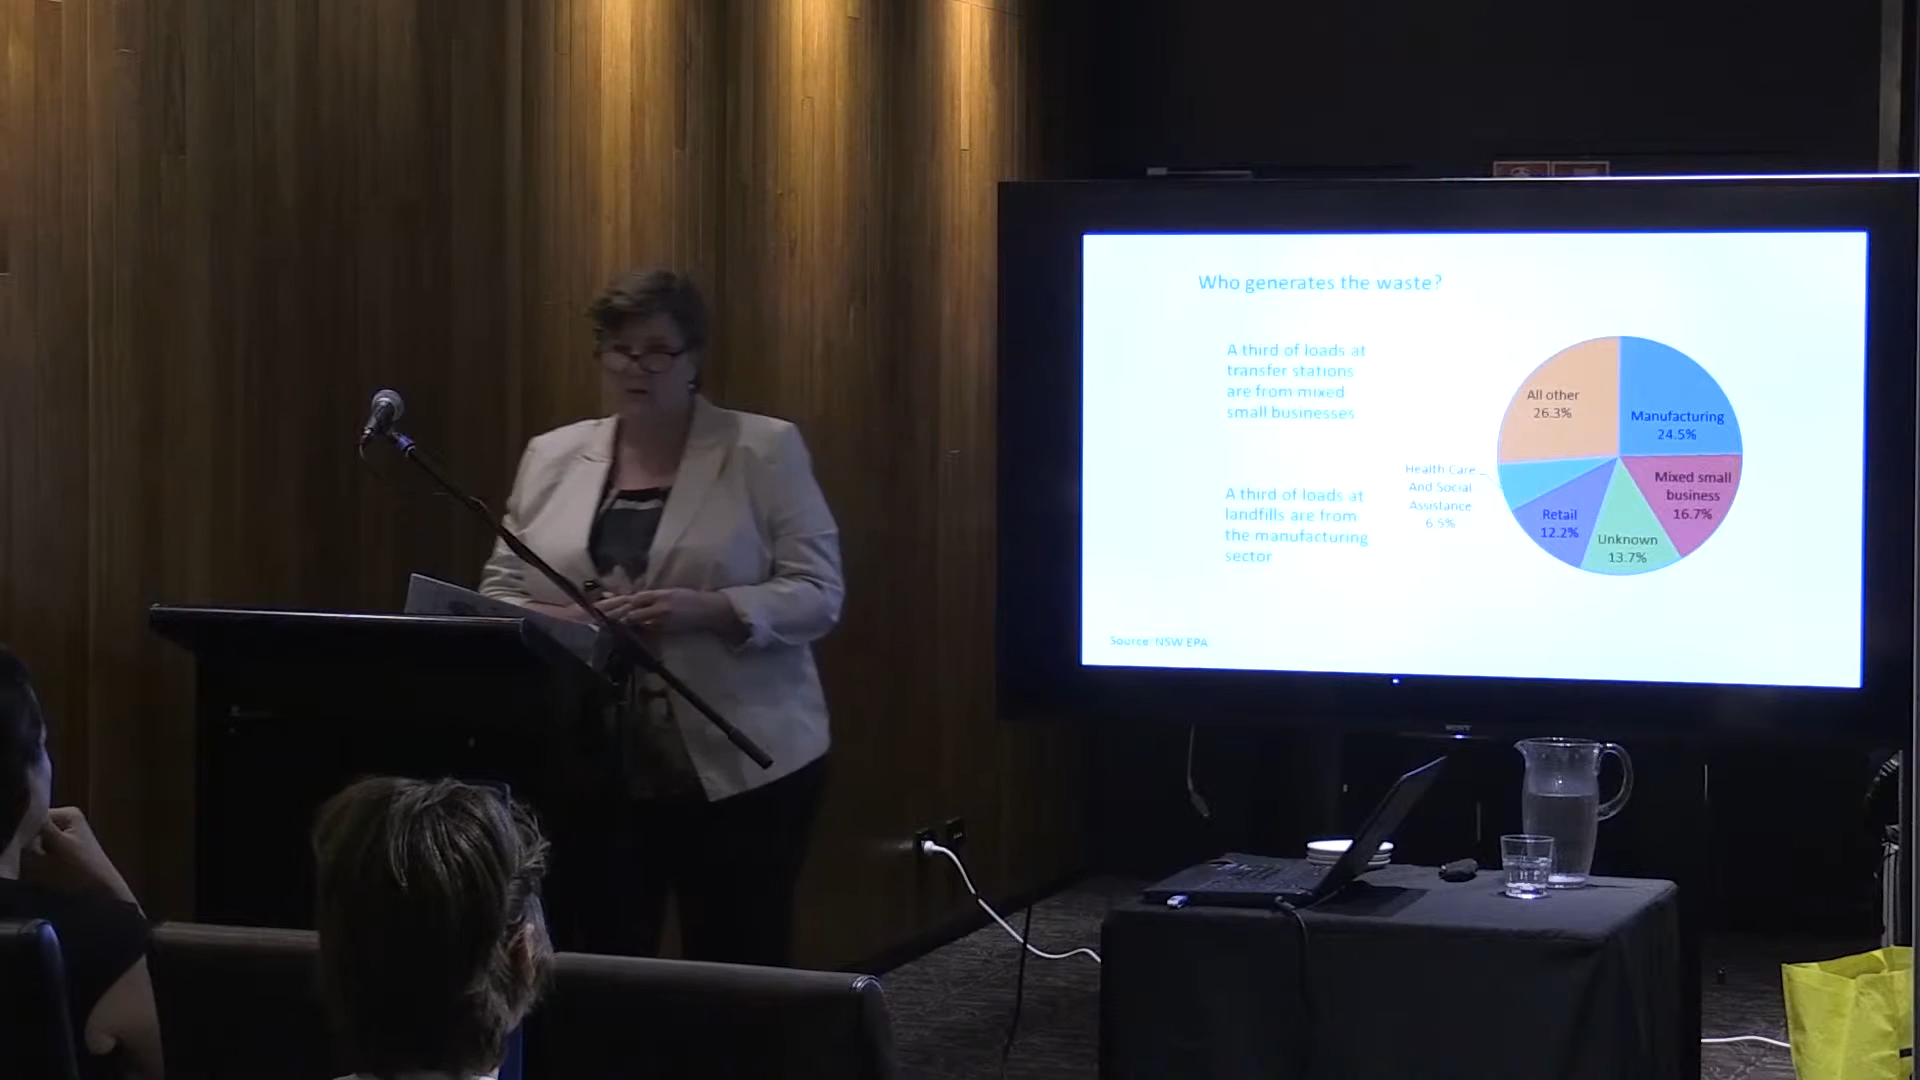 Who generates the waste?
A third of loads at
transfer stations
are from mixed
small businesses
A third of loads at
landfills are from
the manufacturing
sector
All other
26.3%
Manufacturing
24.5%
Health Care
And Social
Assistance
6.5%
Mixed small
business
16.7%
Retail
12.2%
Unknown
13.7%
Source: NSW EPA
SONY